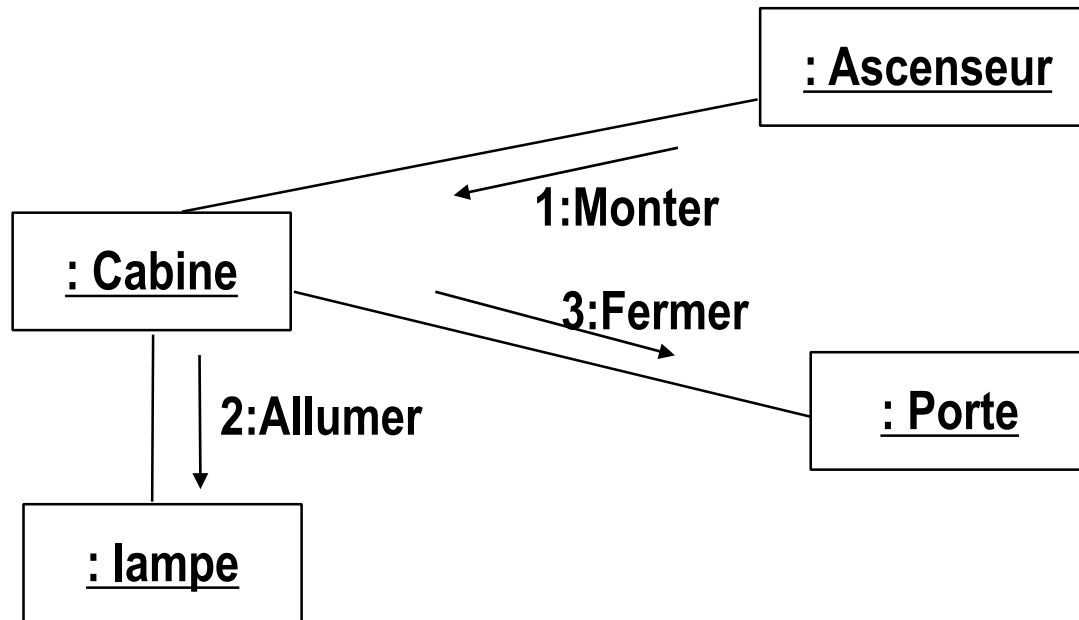 : Ascenseur
1:Monter
: Cabine
3:Fermer
: Porte
2:Allumer
: lampe